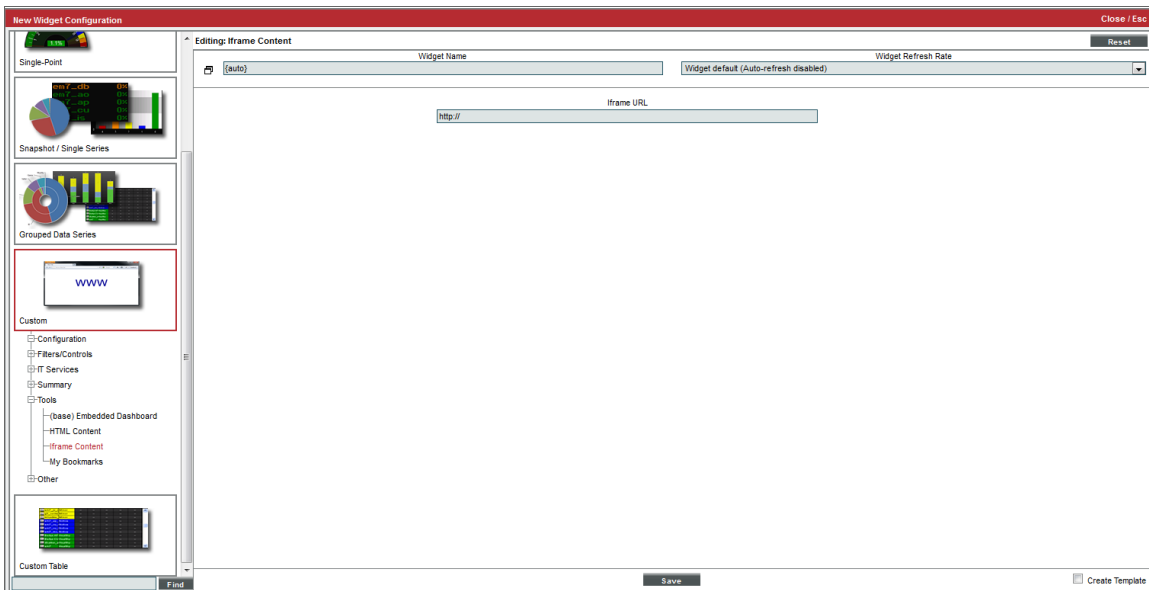 New Widget Configuration
Close / Esc
Single-Point
Snapshot / Single Series
Grouped Data Series
www
Custom
Configuration
Filters/Controls
IT Services
Summary
Tools
(base) Embedded Dashboard
HTML Content
Iframe Content
My Bookmarks
Other
Custom Table
Find
Editing: Iframe Content
Reset
Widget Name
Widget Refresh Rate
{auto}
Widget default (Auto-refresh disabled)
Iframe URL
http://
Save
Create Template